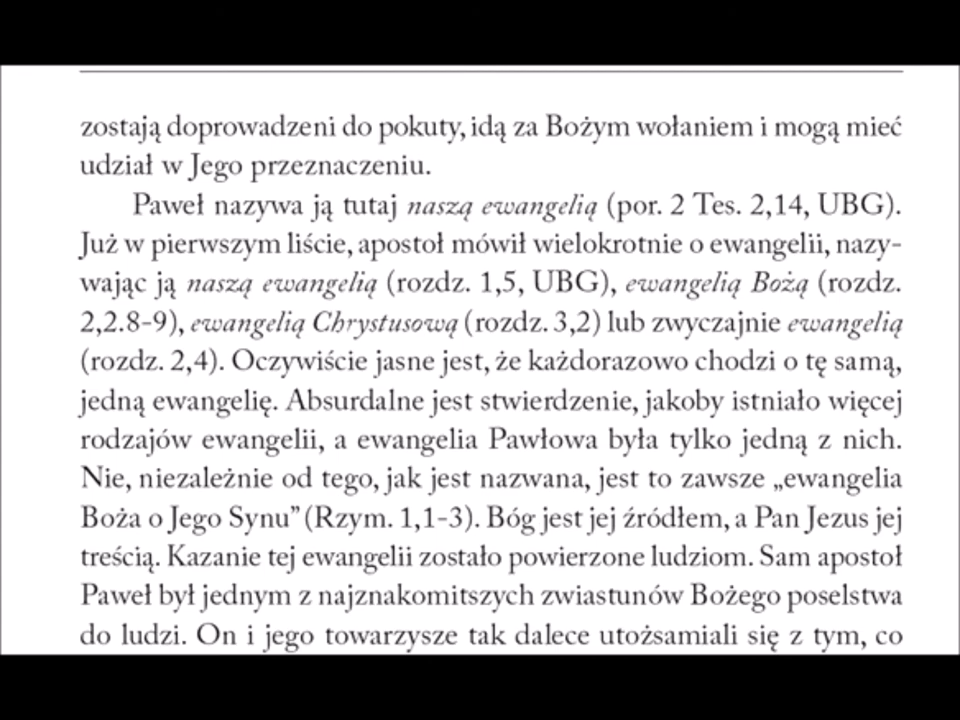 zostają doprowadzeni do pokuty, idą za Bożym wołaniem i mogą mieć
udział w Jego przeznaczeniu.
Paweł nazywa ją tutaj naszą ewangelią (por. 2 Tes. 2,14, UBG).
Już w pierwszym liście, apostoł mówił wielokrotnie o ewangelii, nazy-
wając ją naszą ewangelią (rozdz. 1,5, UBG), ewangelią Bożą (rozdz.
2,2.8-9), ewangelią Chrystusową (rozdz. 3,2) lub zwyczajnie ewangelią
(rozdz. 2,4). Oczywiście jasne jest, że każdorazowo chodzi o tę samą,
jedną ewangelię. Absurdalne jest stwierdzenie, jakoby istniało więcej
rodzajów ewangelii, a ewangelia Pawłowa była tylko jedną z nich.
Nie, niezależnie od tego, jak jest nazwana, jest to zawsze „ewangelia
Boża o Jego Synu” (Rzym. 1,1-3). Bóg jest jej źródłem, a Pan Jezus jej
treścią. Kazanie tej ewangelii zostało powierzone ludziom. Sam apostoł
Paweł był jednym z najznakomitszych zwiastunów Bożego poselstwa
do ludzi. On i jego towarzysze tak dalece utożsamiali się z tym, co